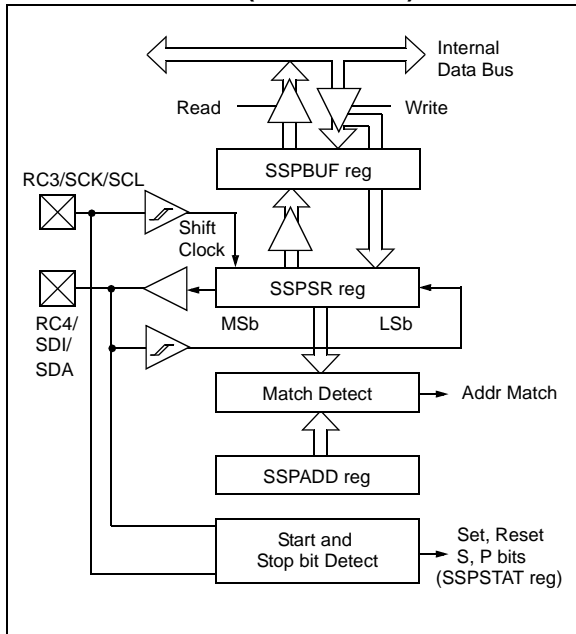 Internal
Data Bus
Read
Write
SSPBUF reg
RC3/SCK/SCL
Shift
Clock
SSPSR reg
MSb
LSb
RC4/
SDI/
SDA
Match Detect
Addr Match
SSPADD reg
Start and
Stop bit Detect
Set, Reset
S, P bits
(SSPSTAT reg)